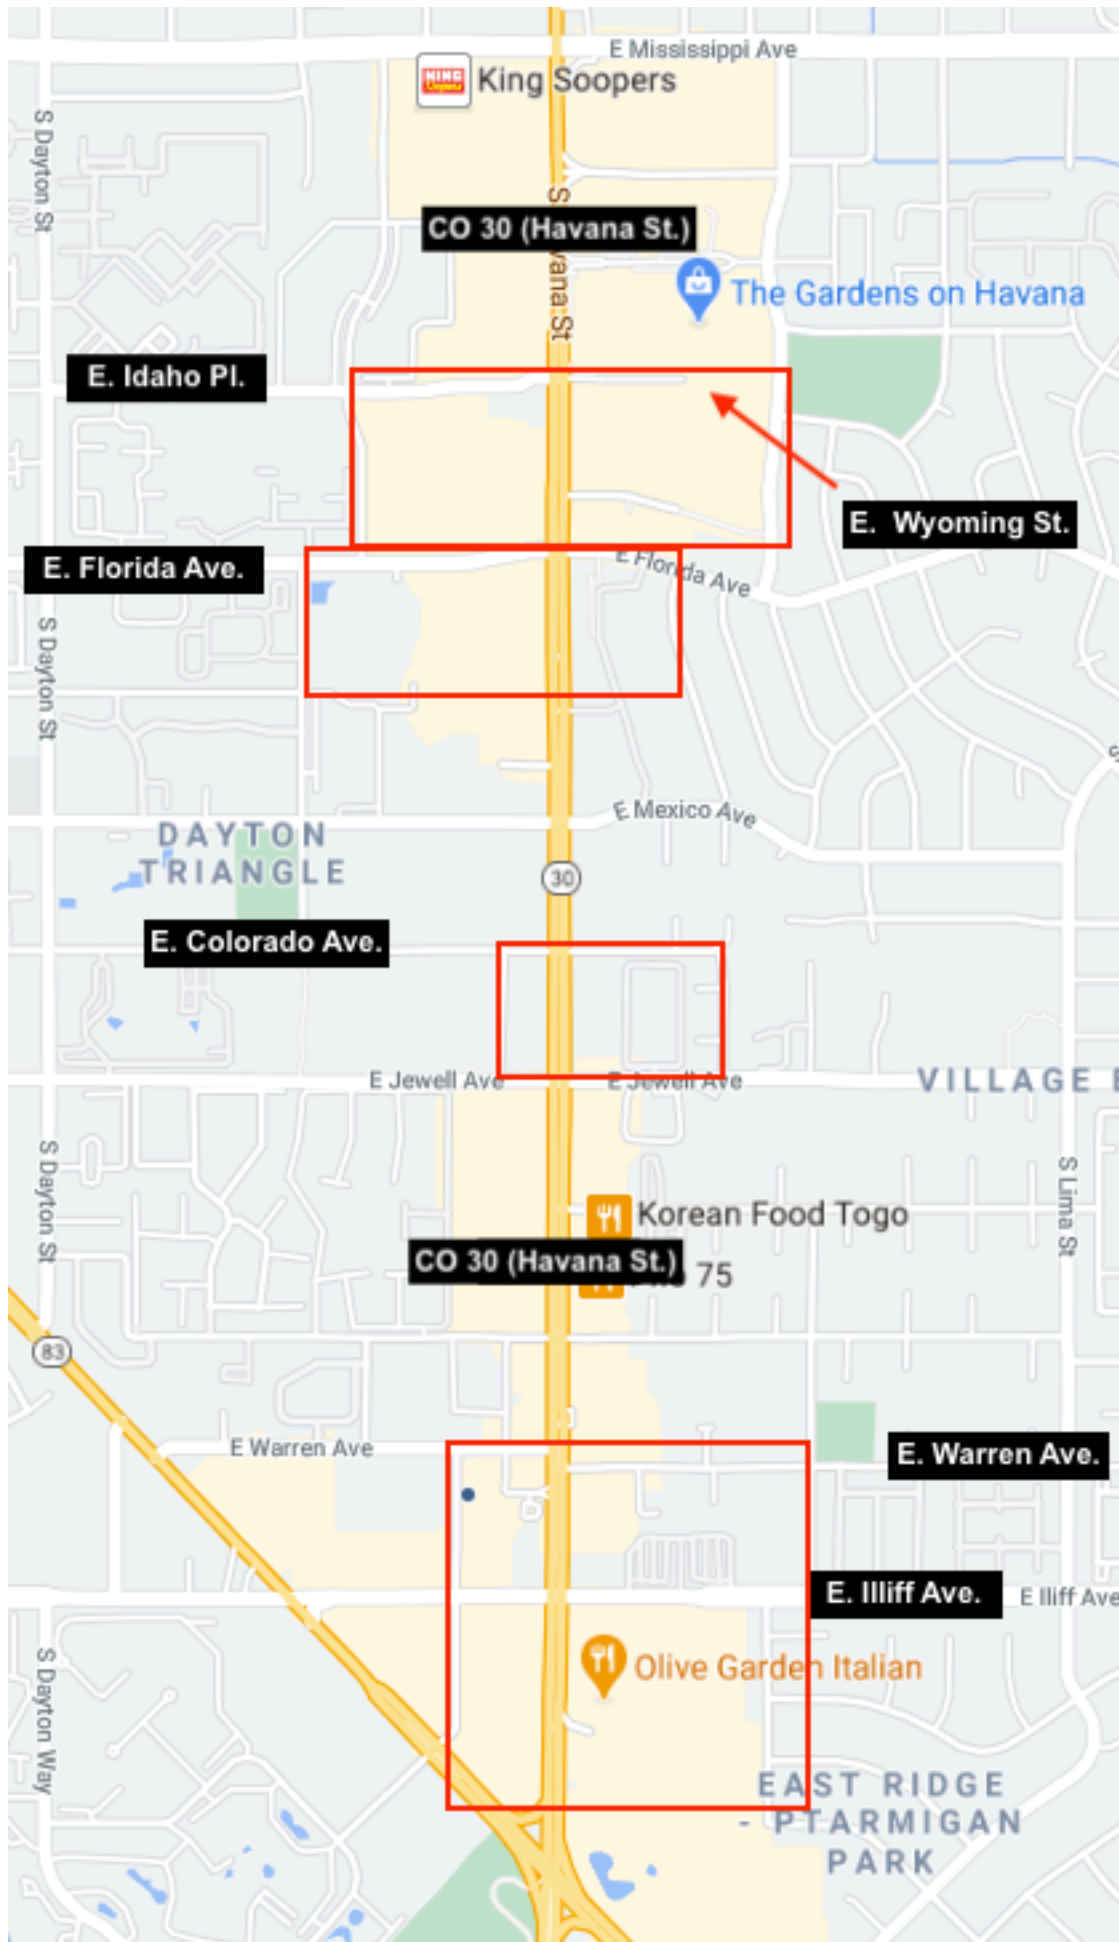 E Mississippi Ave
KING
Soopers
King Soopers
S Dayton St
CO 30 (Havana St.)
vana St
The Gardens on Havana
E. Idaho Pl.
E.  Wyoming St.
E. Florida Ave.
E Florida Ave
S Dayton St
E Mexico Ave
DAYTON
TRIANGLE
30
E. Colorado Ave.
E Jewell Ave
E Jewell Ave
VILLAGE E
S Dayton St
S Lima St
Korean Food Togo
CO 30 (Havana St.)
75
83
E Warren Ave
E. Warren Ave.
E. Illiff Ave.
E Iliff Ave
Olive Garden Italian
S Dayton Way
EAST RIDGE
- PTARMIGAN
PARK